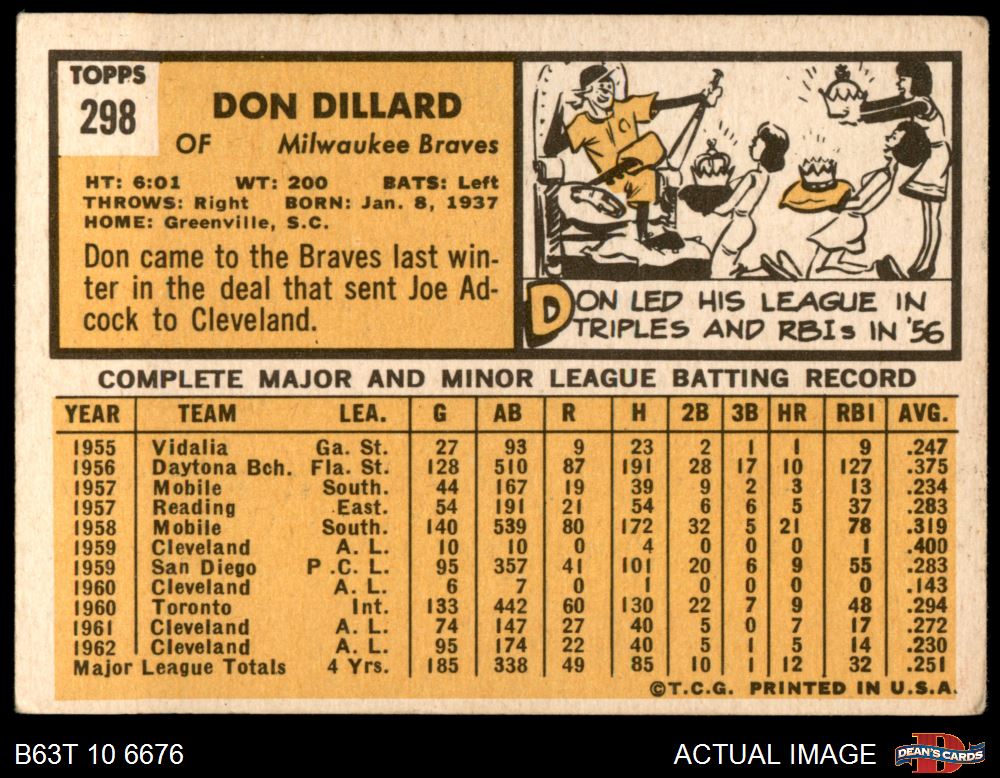 TOPPS
298
DON DILLARD
OF Milwaukee Braves
HT: 6:01 WT: 200 BATS: Left
THROWS: Right BORN: Jan. 8, 1937
HOME: Greenville, S.C.
Don came to the Braves last win-
ter in the deal that sent Joe Ad-
cock to Cleveland.
DON LED HIS LEAGUE IN
TRIPLES AND RBIs IN '56
COMPLETE MAJOR AND MINOR LEAGUE BATTING RECORD
YEAR TEAM LEA. G AB R H 2B 3B HR RBI AVG.
1955 Vidalia Ga. St. 27 93 9 23 2 1 1 9 .247
1956 Daytona Bch. Fla. St. 128 510 87 191 28 17 10 127 .375
1957 Mobile South. 44 167 19 39 9 2 3 13 .234
1957 Reading East. 54 191 21 54 6 6 5 37 .283
1958 Mobile South. 140 539 80 172 32 5 21 78 .319
1959 Cleveland A. L. 10 10 0 4 0 0 0 1 .400
1959 San Diego P .C. L. 95 357 41 101 20 6 9 55 .283
1960 Cleveland A. L. 6 7 0 1 0 0 0 0 .143
1960 Toronto Int. 133 442 60 130 22 7 9 48 .294
1961 Cleveland A. L. 74 147 27 40 5 0 7 17 .272
1962 Cleveland A. L. 95 174 22 40 5 1 5 14 .230
Major League Totals 4 Yrs. 185 338 49 85 10 1 12 32 .251
©T.C.G. PRINTED IN U.S.A.
B63T 10 6676 ACTUAL IMAGE DEAN'S CARDS